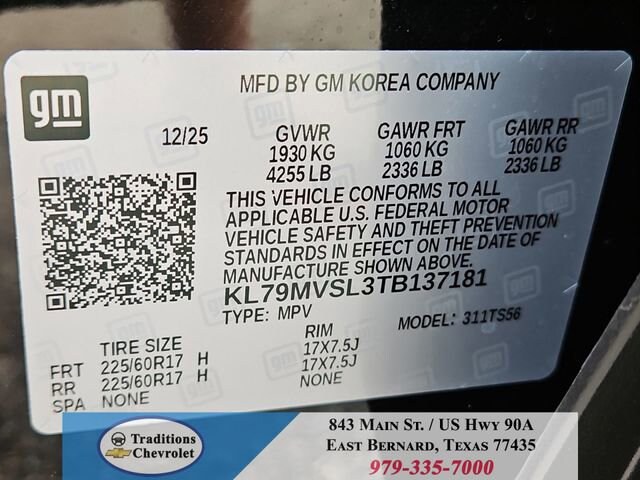 gm
MFD BY GM KOREA COMPANY
12/25 GVWR GAWR FRT GAWR RR
1930 KG 1060 KG 1060 KG
4255 LB 2336 LB 2336 LB
THIS VEHICLE CONFORMS TO ALL
APPLICABLE U.S. FEDERAL MOTOR
VEHICLE SAFETY AND THEFT PREVENTION
STANDARDS IN EFFECT ON THE DATE OF
MANUFACTURE SHOWN ABOVE.
KL79MVSL3TB137181
TYPE: MPV MODEL: 311TS56
TIRE SIZE RIM
FRT 225/60R17 H 17X7.5J
RR 225/60R17 H 17X7.5J
SPA NONE NONE
Traditions
Chevrolet
843 Main St. / US Hwy 90A
East Bernard, Texas 77435
979-335-7000